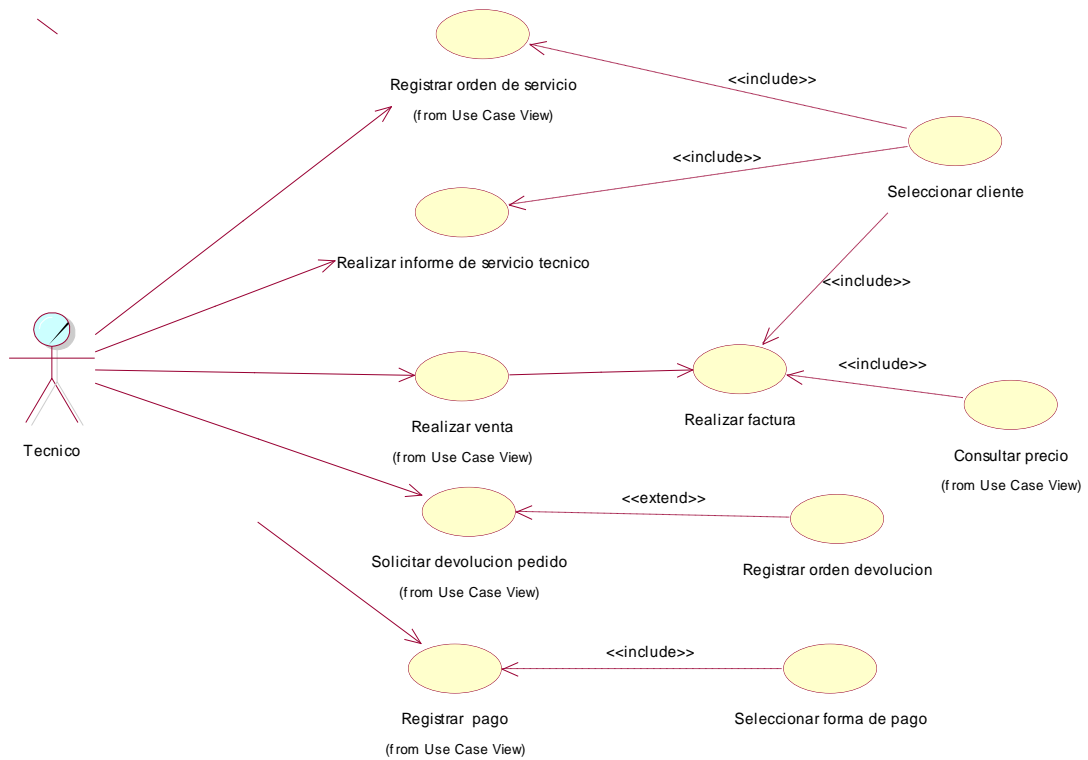 Registrar orden de servicio
(from Use Case View)
<<include>>
<<include>>
Seleccionar cliente
Realizar informe de servicio tecnico
<<include>>
Tecnico
Realizar venta
(from Use Case View)
Realizar factura
<<include>>
Consultar precio
(from Use Case View)
<<extend>>
Solicitar devolucion pedido
(from Use Case View)
Registrar orden devolucion
<<include>>
Registrar pago
(from Use Case View)
Seleccionar forma de pago